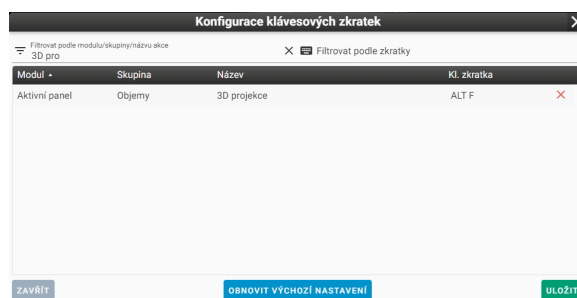 Konfigurace klávesových zkratek
Filtrovat podle modulu/skupiny/názvu akce
3D pro
Filtrovat podle zkratky
Modul Skupina Název Kl. zkratka
Aktivní panel Objemy 3D projekce ALT F
ZAVŘÍT OBNOVIT VÝCHOZÍ NASTAVENÍ ULOŽIT